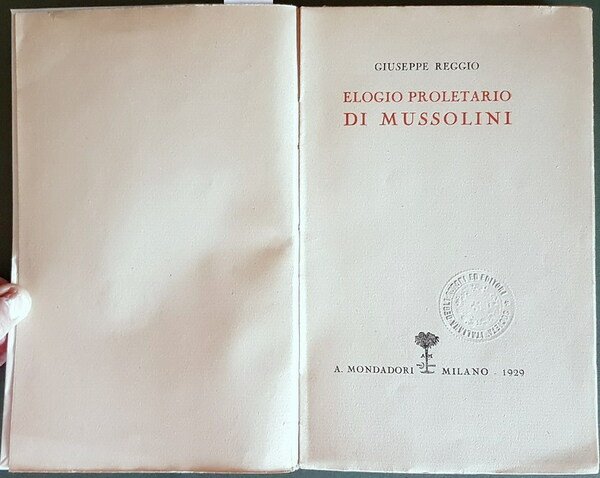 GIUSEPPE REGGIO
ELOGIO PROLETARIO
DI MUSSOLINI
A. MONDADORI MILANO - 1929